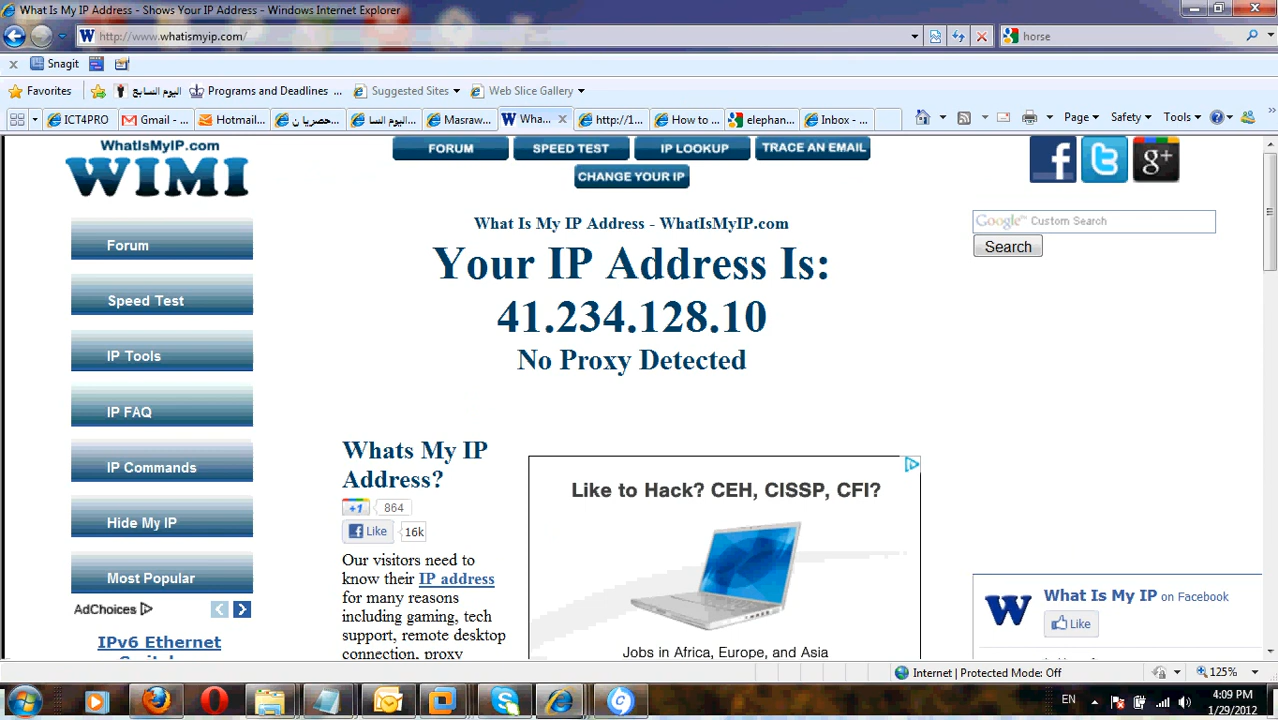 What Is My IP Address - Shows Your IP Address - Windows Internet Explorer
http://www.whatismyip.com/
horse
Snagit
Favorites
اليوم السابع
Programs and Deadlines ...
Suggested Sites
Web Slice Gallery
ICT4PRO
Gmail - ...
Hotmail...
حصريا ن ...
اليوم السا...
Masraw...
Wha...
http://1...
How to ...
elephan...
Inbox - ...
Page
Safety
Tools
WhatIsMyIP.com
WIMI
FORUM
SPEED TEST
IP LOOKUP
TRACE AN EMAIL
CHANGE YOUR IP
f
t
g+
What Is My IP Address - WhatIsMyIP.com
Your IP Address Is:
41.234.128.10
No Proxy Detected
Google™ Custom Search
Search
Forum
Speed Test
IP Tools
IP FAQ
IP Commands
Hide My IP
Most Popular
AdChoices
IPv6 Ethernet
Whats My IP
Address?
+1 864
Like 16k
Our visitors need to
know their IP address
for many reasons
including gaming, tech
support, remote desktop
connection, proxy
Like to Hack? CEH, CISSP, CFI?
Jobs in Africa, Europe, and Asia
W
What Is My IP on Facebook
Like
Internet | Protected Mode: Off
125%
EN
4:09 PM
1/29/2012